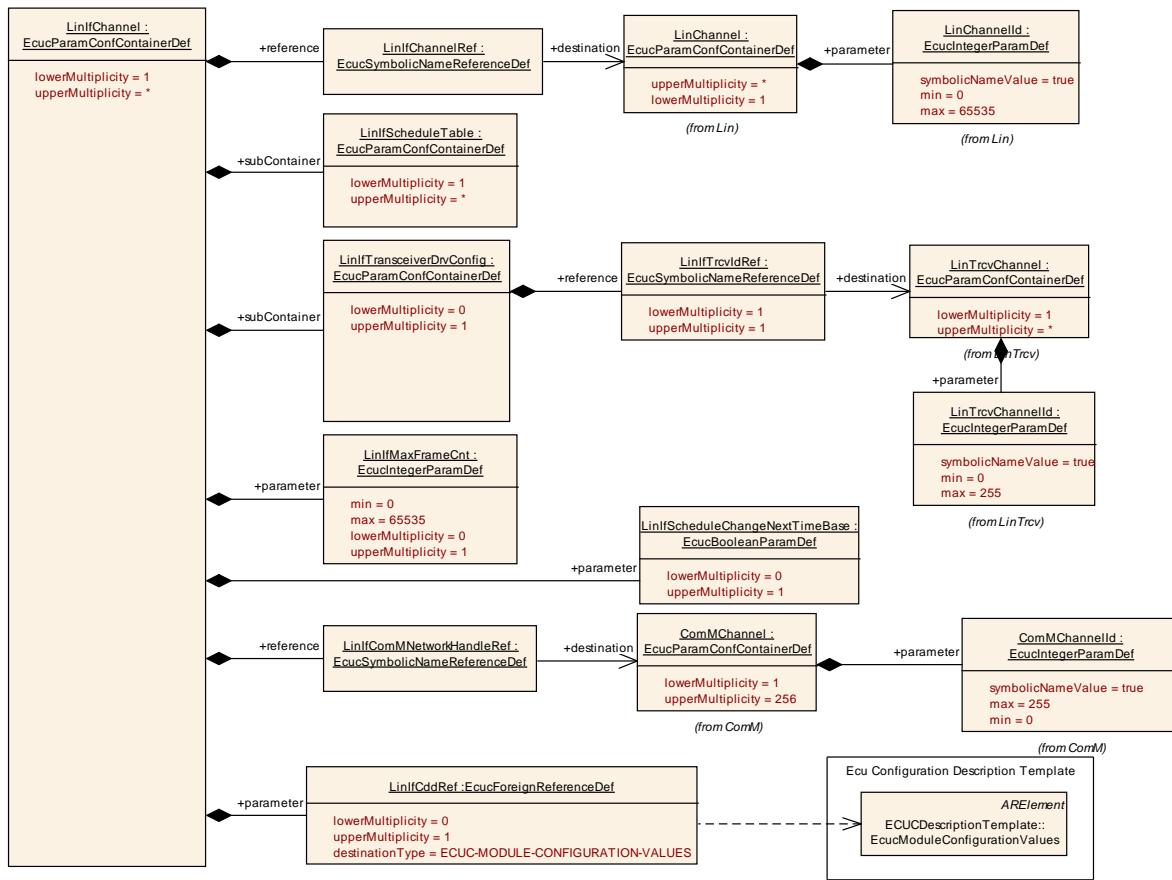 LinIfChannel :
EcucParamConfContainerDef
lowerMultiplicity = 1
upperMultiplicity = *
+reference
LinIfChannelRef :
EcucSymbolicNameReferenceDef
+destination
LinChannel :
EcucParamConfContainerDef
upperMultiplicity = *
lowerMultiplicity = 1
(from Lin)
+parameter
LinChannelId :
EcucIntegerParamDef
symbolicNameValue = true
min = 0
max = 65535
(from Lin)
+subContainer
LinIfScheduleTable :
EcucParamConfContainerDef
lowerMultiplicity = 1
upperMultiplicity = *
+subContainer
LinIfTransceiverDrvConfig :
EcucParamConfContainerDef
lowerMultiplicity = 0
upperMultiplicity = 1
+reference
LinIfTrcvIdRef :
EcucSymbolicNameReferenceDef
lowerMultiplicity = 1
upperMultiplicity = 1
+destination
LinTrcvChannel :
EcucParamConfContainerDef
lowerMultiplicity = 1
upperMultiplicity = *
(from LinTrcv)
+parameter
LinTrcvChannelId :
EcucIntegerParamDef
symbolicNameValue = true
min = 0
max = 255
(from LinTrcv)
+parameter
LinIfMaxFrameCnt :
EcucIntegerParamDef
min = 0
max = 65535
lowerMultiplicity = 0
upperMultiplicity = 1
+parameter
LinIfScheduleChangeNextTimeBase :
EcucBooleanParamDef
lowerMultiplicity = 0
upperMultiplicity = 1
+reference
LinIfComMNetworkHandleRef :
EcucSymbolicNameReferenceDef
+destination
ComMChannel :
EcucParamConfContainerDef
lowerMultiplicity = 1
upperMultiplicity = 256
(from ComM)
+parameter
ComMChannelId :
EcucIntegerParamDef
symbolicNameValue = true
max = 255
min = 0
(from ComM)
+parameter
LinIfCddRef :EcucForeignReferenceDef
lowerMultiplicity = 0
upperMultiplicity = 1
destinationType = ECUC-MODULE-CONFIGURATION-VALUES
Ecu Configuration Description Template
ARElement
ECUCDescriptionTemplate::
EcucModuleConfigurationValues